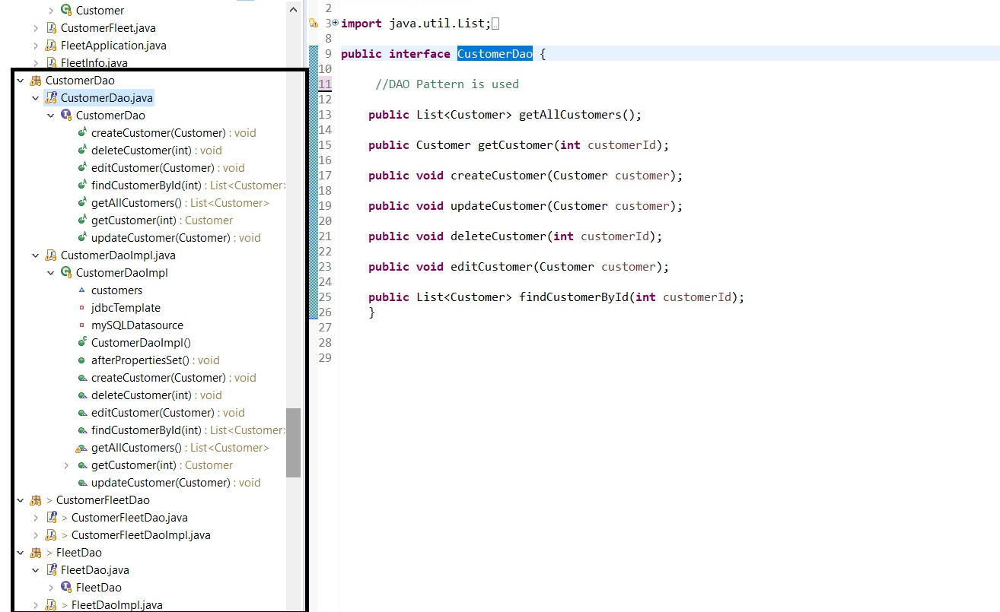 Customer
CustomerFleet.java
FleetApplication.java
FleetInfo.java
CustomerDao
CustomerDao.java
CustomerDao
createCustomer(Customer) : void
deleteCustomer(int) : void
editCustomer(Customer) : void
findCustomerById(int) : List<Customer>
getAllCustomers() : List<Customer>
getCustomer(int) : Customer
updateCustomer(Customer) : void
CustomerDaoImpl.java
CustomerDaoImpl
customers
jdbcTemplate
mySQLDatasource
CustomerDaoImpl()
afterPropertiesSet() : void
createCustomer(Customer) : void
deleteCustomer(int) : void
editCustomer(Customer) : void
findCustomerById(int) : List<Customer>
getAllCustomers() : List<Customer>
getCustomer(int) : Customer
updateCustomer(Customer) : void
> CustomerFleetDao
> CustomerFleetDao.java
> CustomerFleetDaoImpl.java
> FleetDao
FleetDao.java
FleetDao
> FleetDaoImpl.java
2
3 import java.util.List;
8
9 public interface CustomerDao {
10
11 //DAO Pattern is used
12
13 public List<Customer> getAllCustomers();
14
15 public Customer getCustomer(int customerId);
16
17 public void createCustomer(Customer customer);
18
19 public void updateCustomer(Customer customer);
20
21 public void deleteCustomer(int customerId);
22
23 public void editCustomer(Customer customer);
24
25 public List<Customer> findCustomerById(int customerId);
26 }
27
28
29